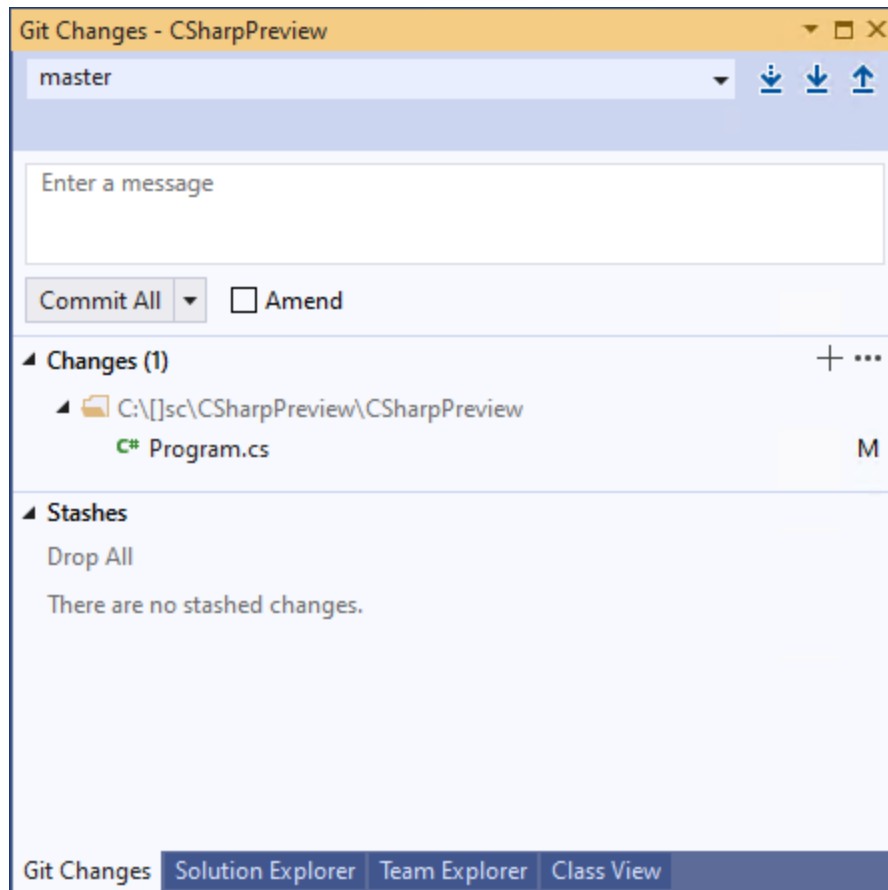 Git Changes - CSharpPreview
master
Enter a message
Commit All Amend
Changes (1)
C:\[]sc\CSharpPreview\CSharpPreview
C# Program.cs M
Stashes
Drop All
There are no stashed changes.
Git Changes Solution Explorer Team Explorer Class View